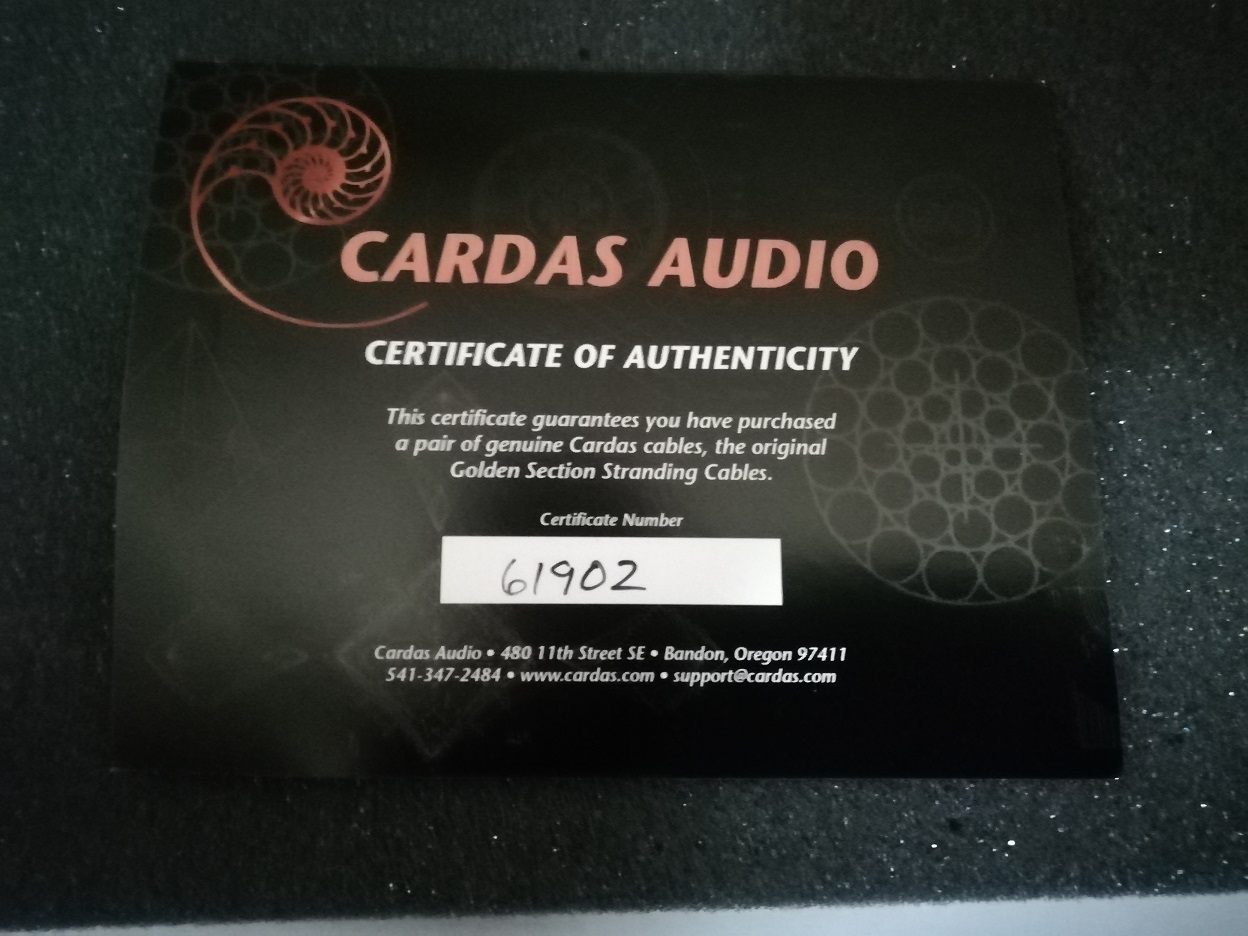 CARDAS AUDIO
CERTIFICATE OF AUTHENTICITY
This certificate guarantees you have purchased
a pair of genuine Cardas cables, the original
Golden Section Stranding Cables.
Certificate Number
61902
Cardas Audio • 480 11th Street SE • Bandon, Oregon 97411
541-347-2484 • www.cardas.com • support@cardas.com